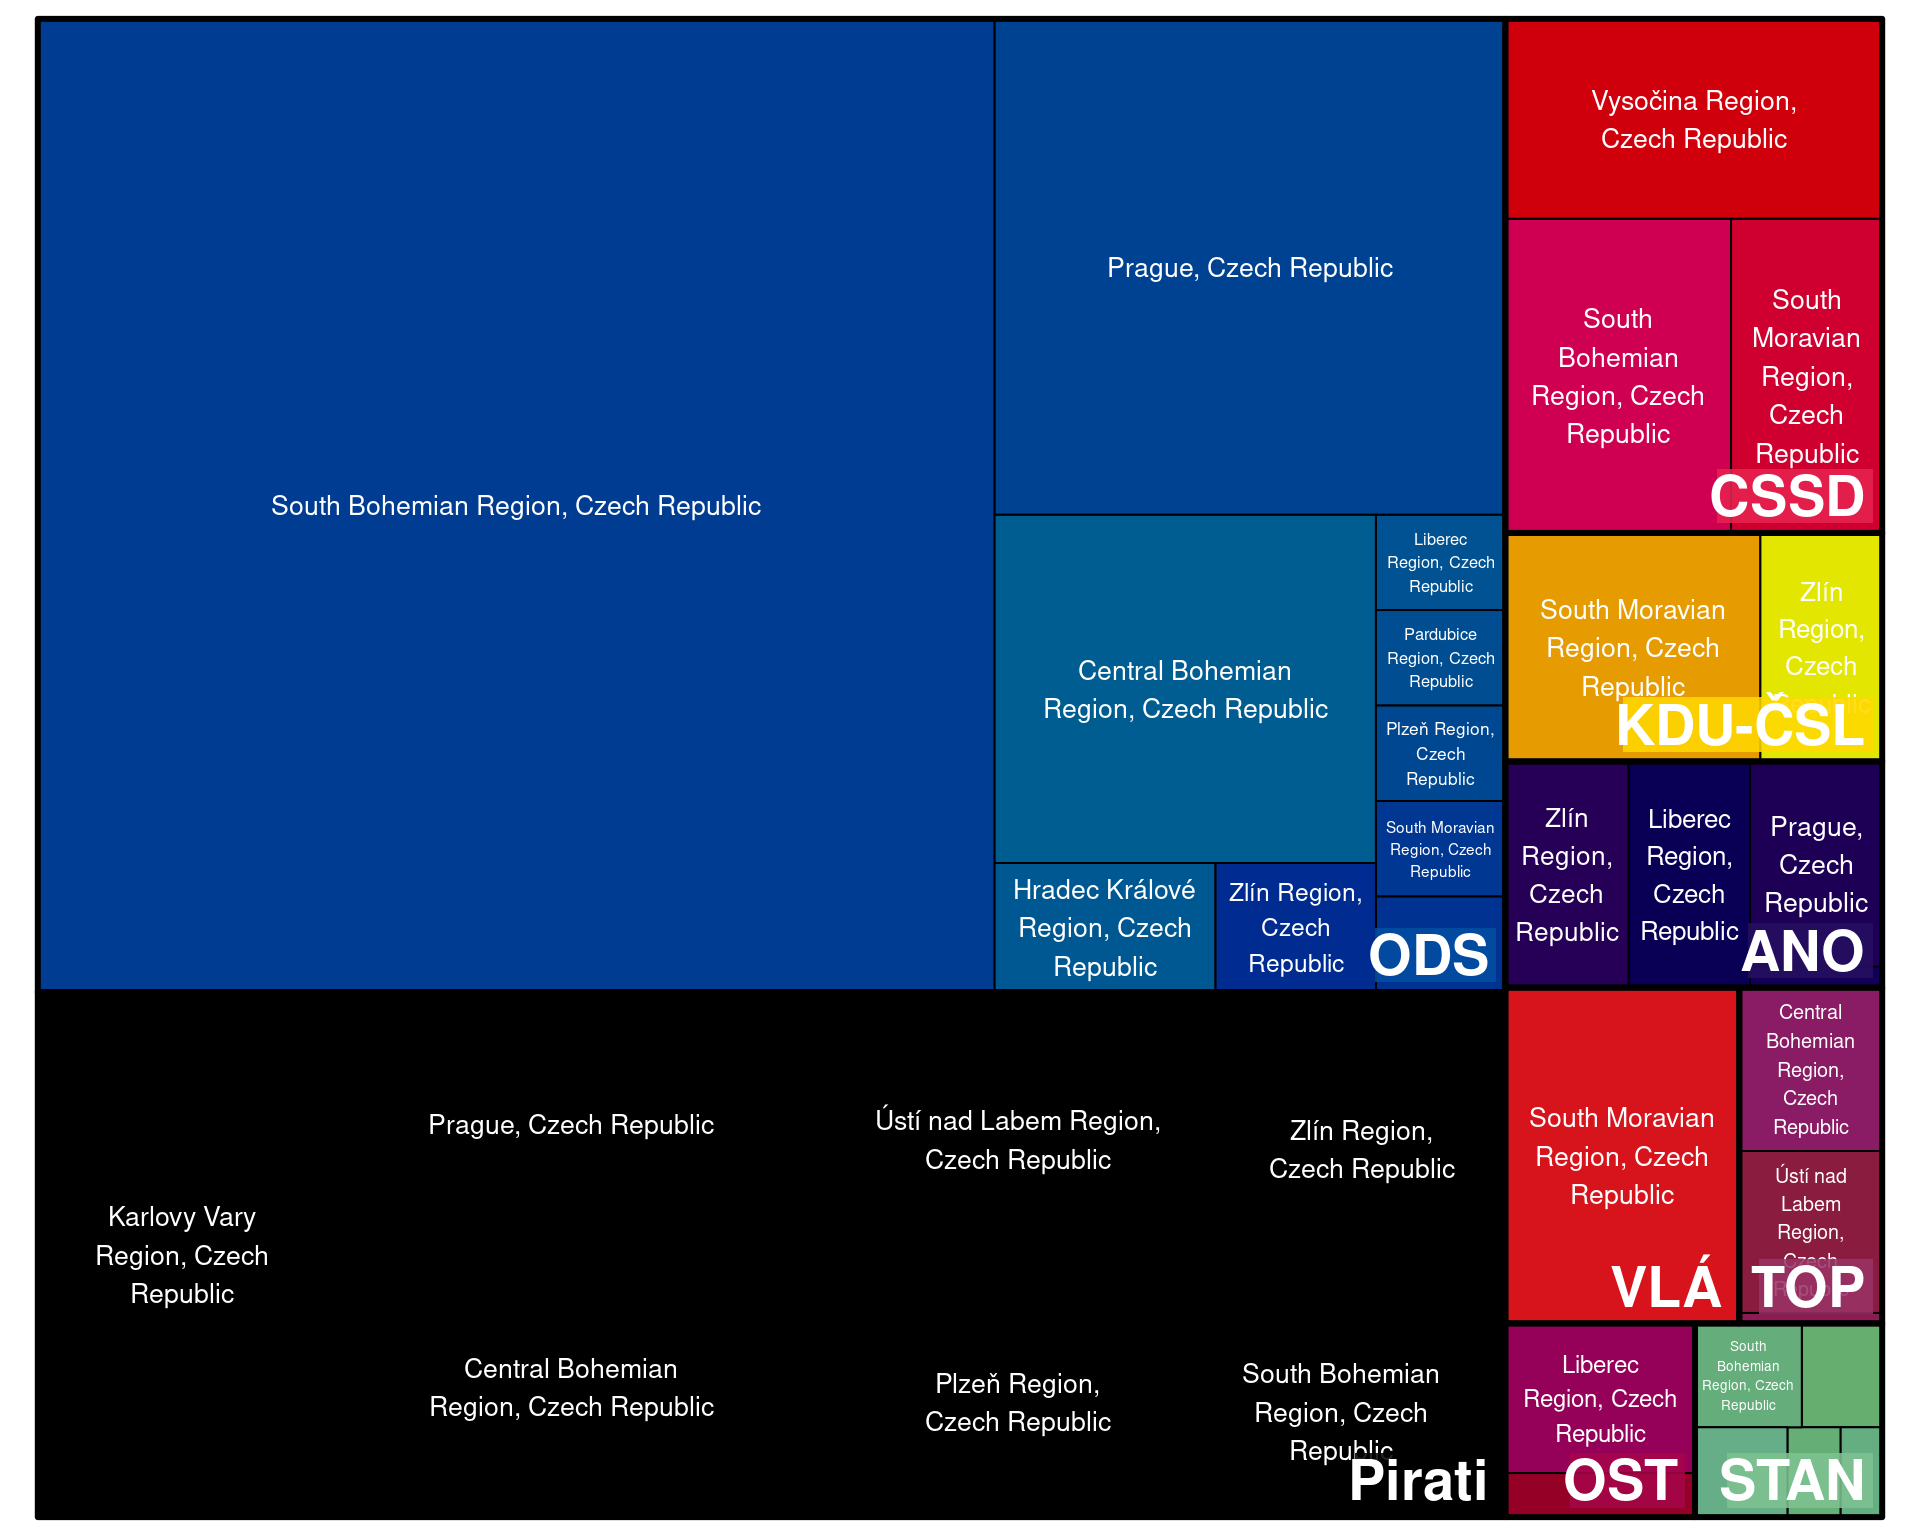 South Bohemian Region, Czech Republic
Prague, Czech Republic
Central Bohemian
Region, Czech Republic
Liberec
Region, Czech
Republic
Pardubice
Region, Czech
Republic
Plzeň Region,
Czech
Republic
South Moravian
Region, Czech
Republic
Hradec Králové
Region, Czech
Republic
Zlín Region,
Czech
Republic
ODS
Vysočina Region,
Czech Republic
South
Bohemian
Region, Czech
Republic
South
Moravian
Region,
Czech
Republic
CSSD
South Moravian
Region, Czech
Republic
Zlín
Region,
Czech
KDU-ČSL
Zlín
Region,
Czech
Republic
Liberec
Region,
Czech
Republic
Prague,
Czech
Republic
ANO
Karlovy Vary
Region, Czech
Republic
Prague, Czech Republic
Central Bohemian
Region, Czech Republic
Ústí nad Labem Region,
Czech Republic
Plzeň Region,
Czech Republic
Zlín Region,
Czech Republic
South Bohemian
Region, Czech
Republic
Pirati
South Moravian
Region, Czech
Republic
VLÁ
Central
Bohemian
Region,
Czech
Republic
Ústí nad
Labem
Region,
Czech
TOP
Liberec
Region, Czech
Republic
OST
South
Bohemian
Region, Czech
Republic
STAN